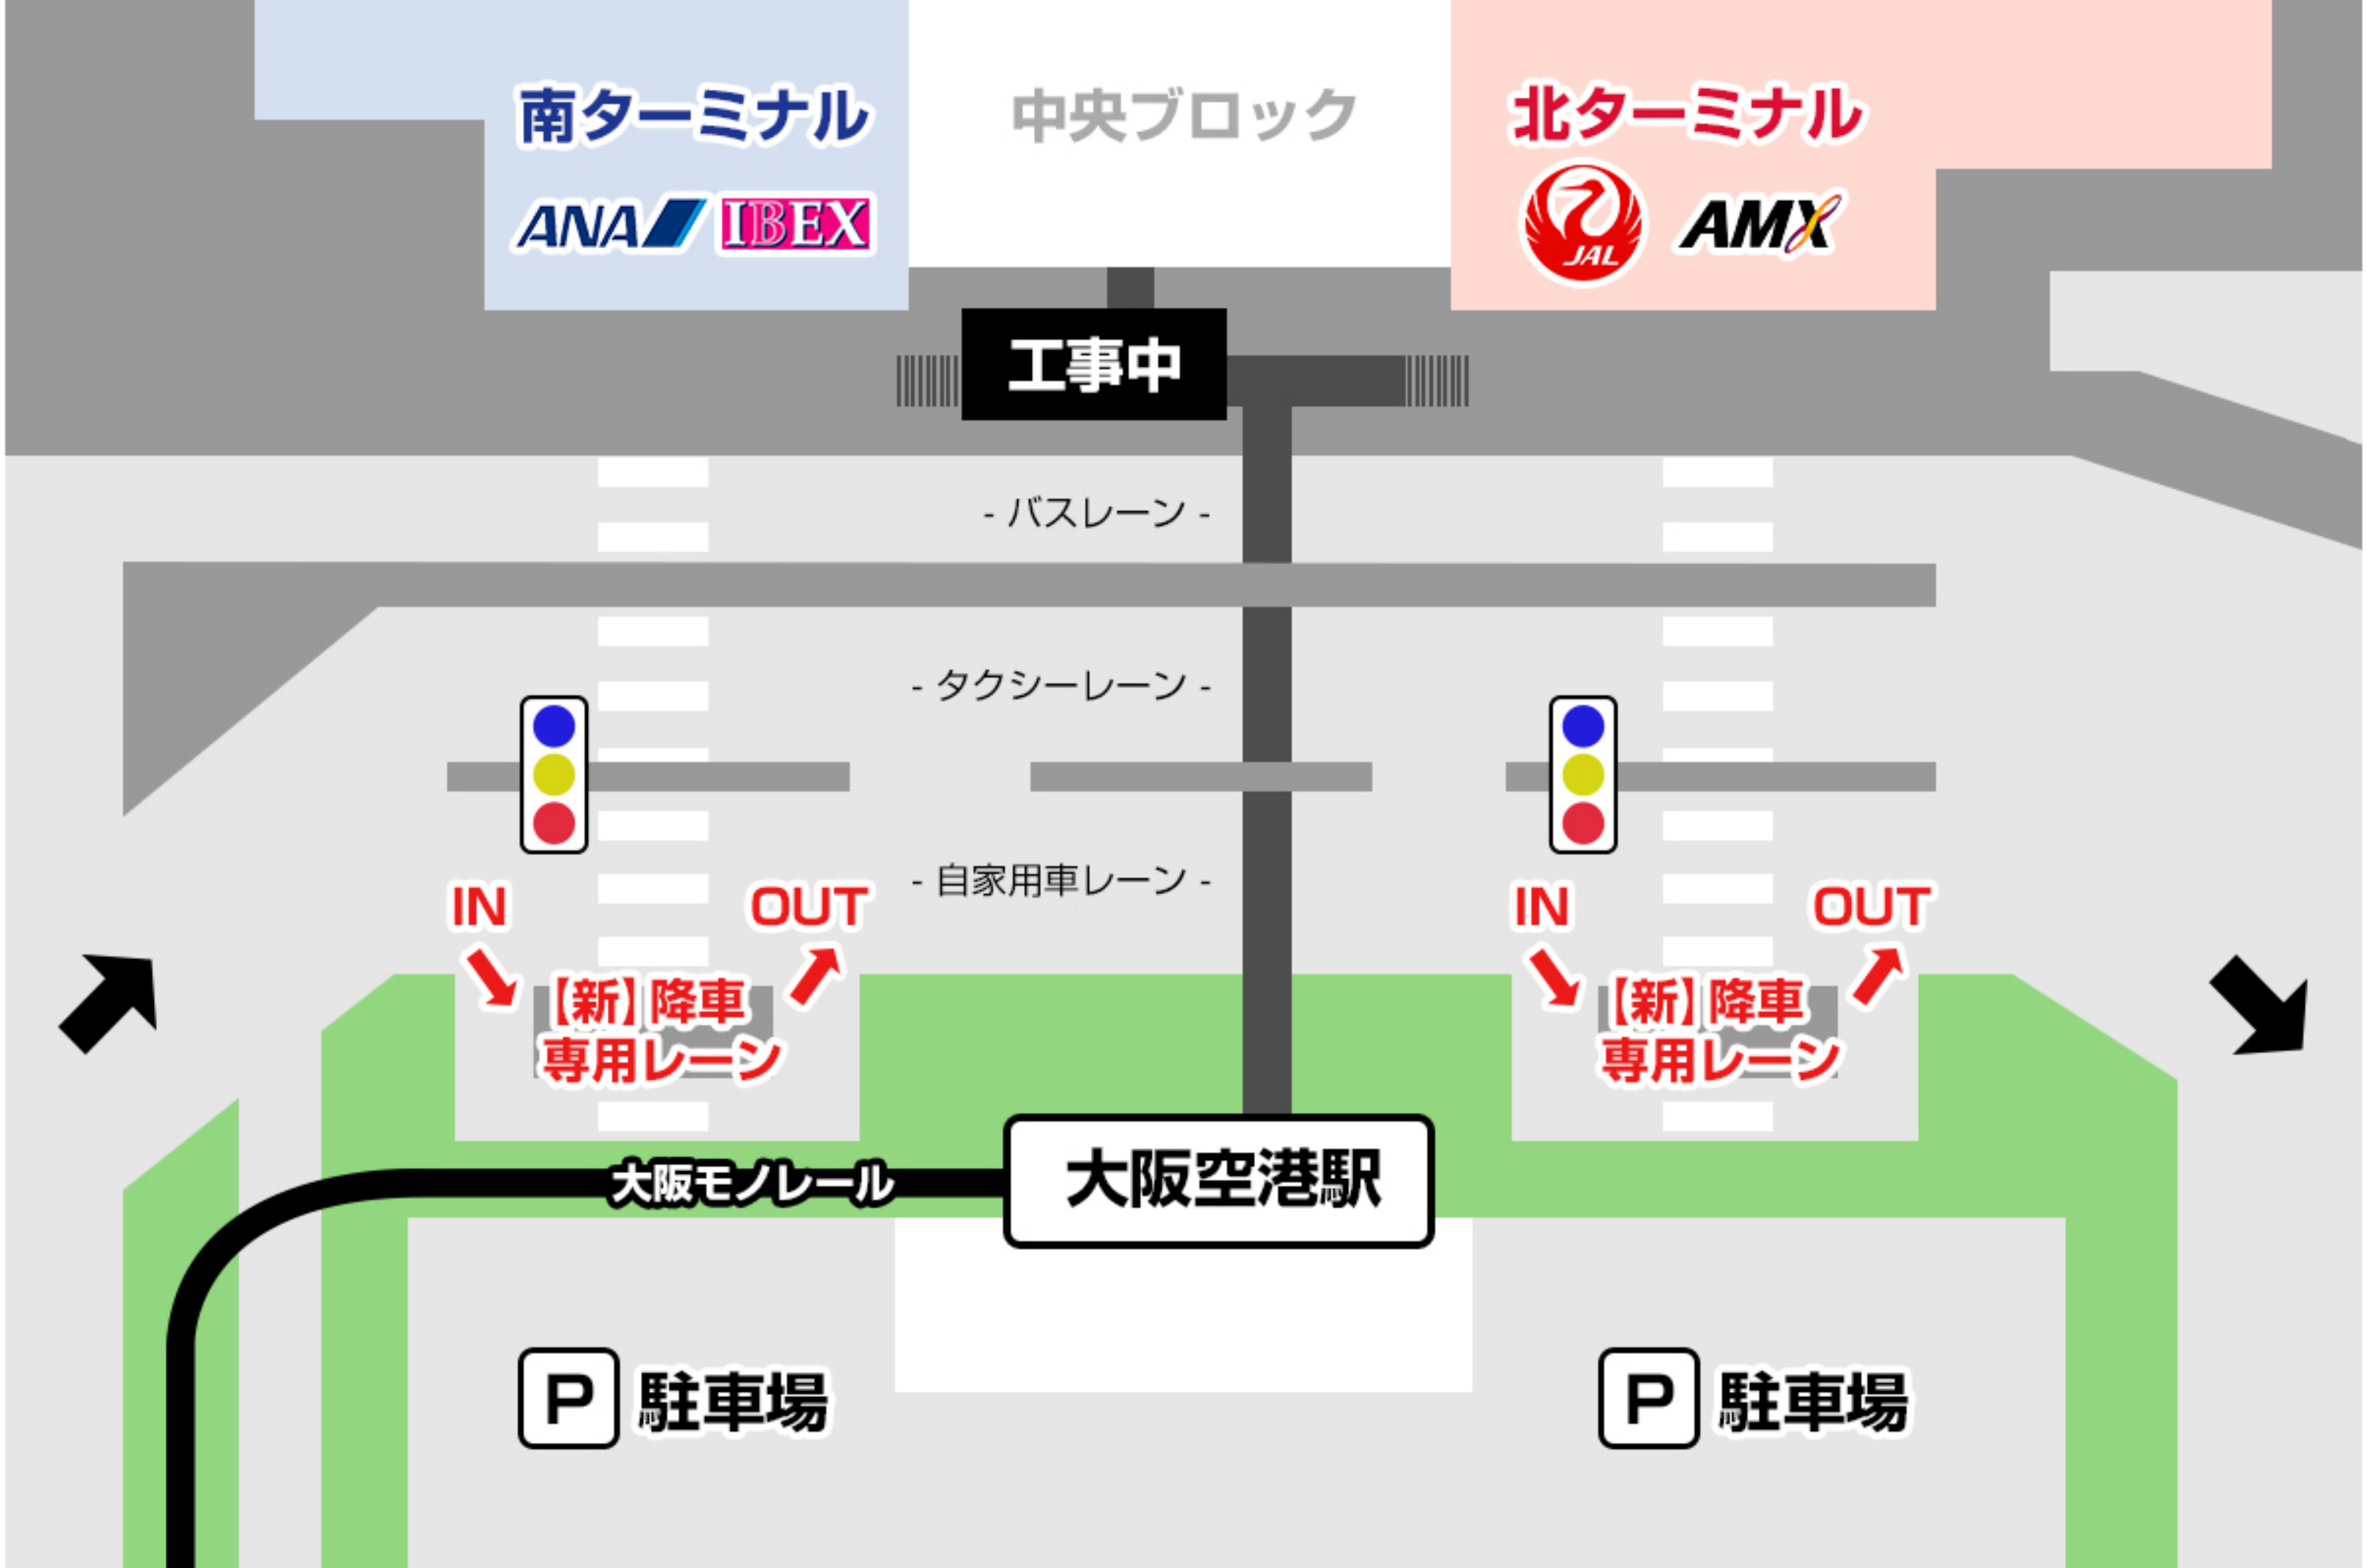 南ターミナル
中央ブロック
北ターミナル
ANA
IBEX
JAL
AMX
工事中
- バスレーン -
- タクシーレーン -
- 自家用車レーン -
IN
OUT
【新】降車
専用レーン
IN
OUT
【新】降車
専用レーン
大阪モノレール
大阪空港駅
P 駐車場
P 駐車場